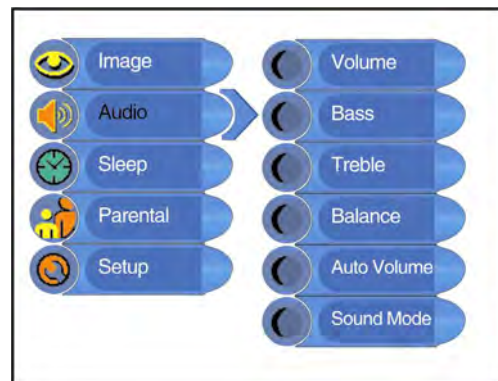 Image
Audio
Sleep
Parental
Setup
Volume
Bass
Treble
Balance
Auto Volume
Sound Mode